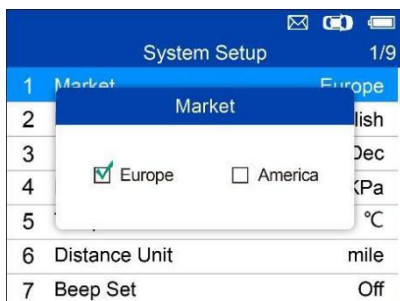 System Setup 1/9
1 Market Europe
Market
2 lish
3 Dec
Europe America
4 KPa
5 °C
6 Distance Unit mile
7 Beep Set Off